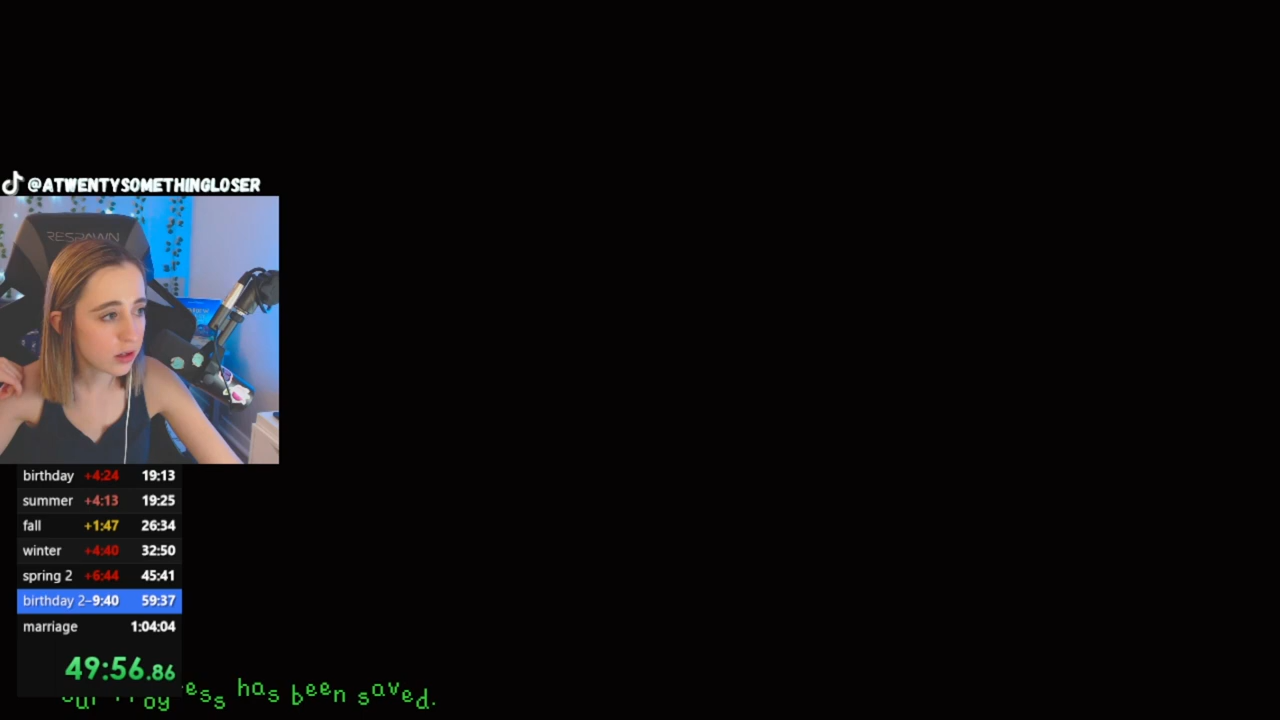 @ATWENTYSOMETHINGLOSER
RESPAWN
birthday +4:24 19:13
summer +4:13 19:25
fall +1:47 26:34
winter +4:40 32:50
spring 2 +6:44 45:41
birthday 2 -9:40 59:37
marriage 1:04:04
49:56.86
has been saved.